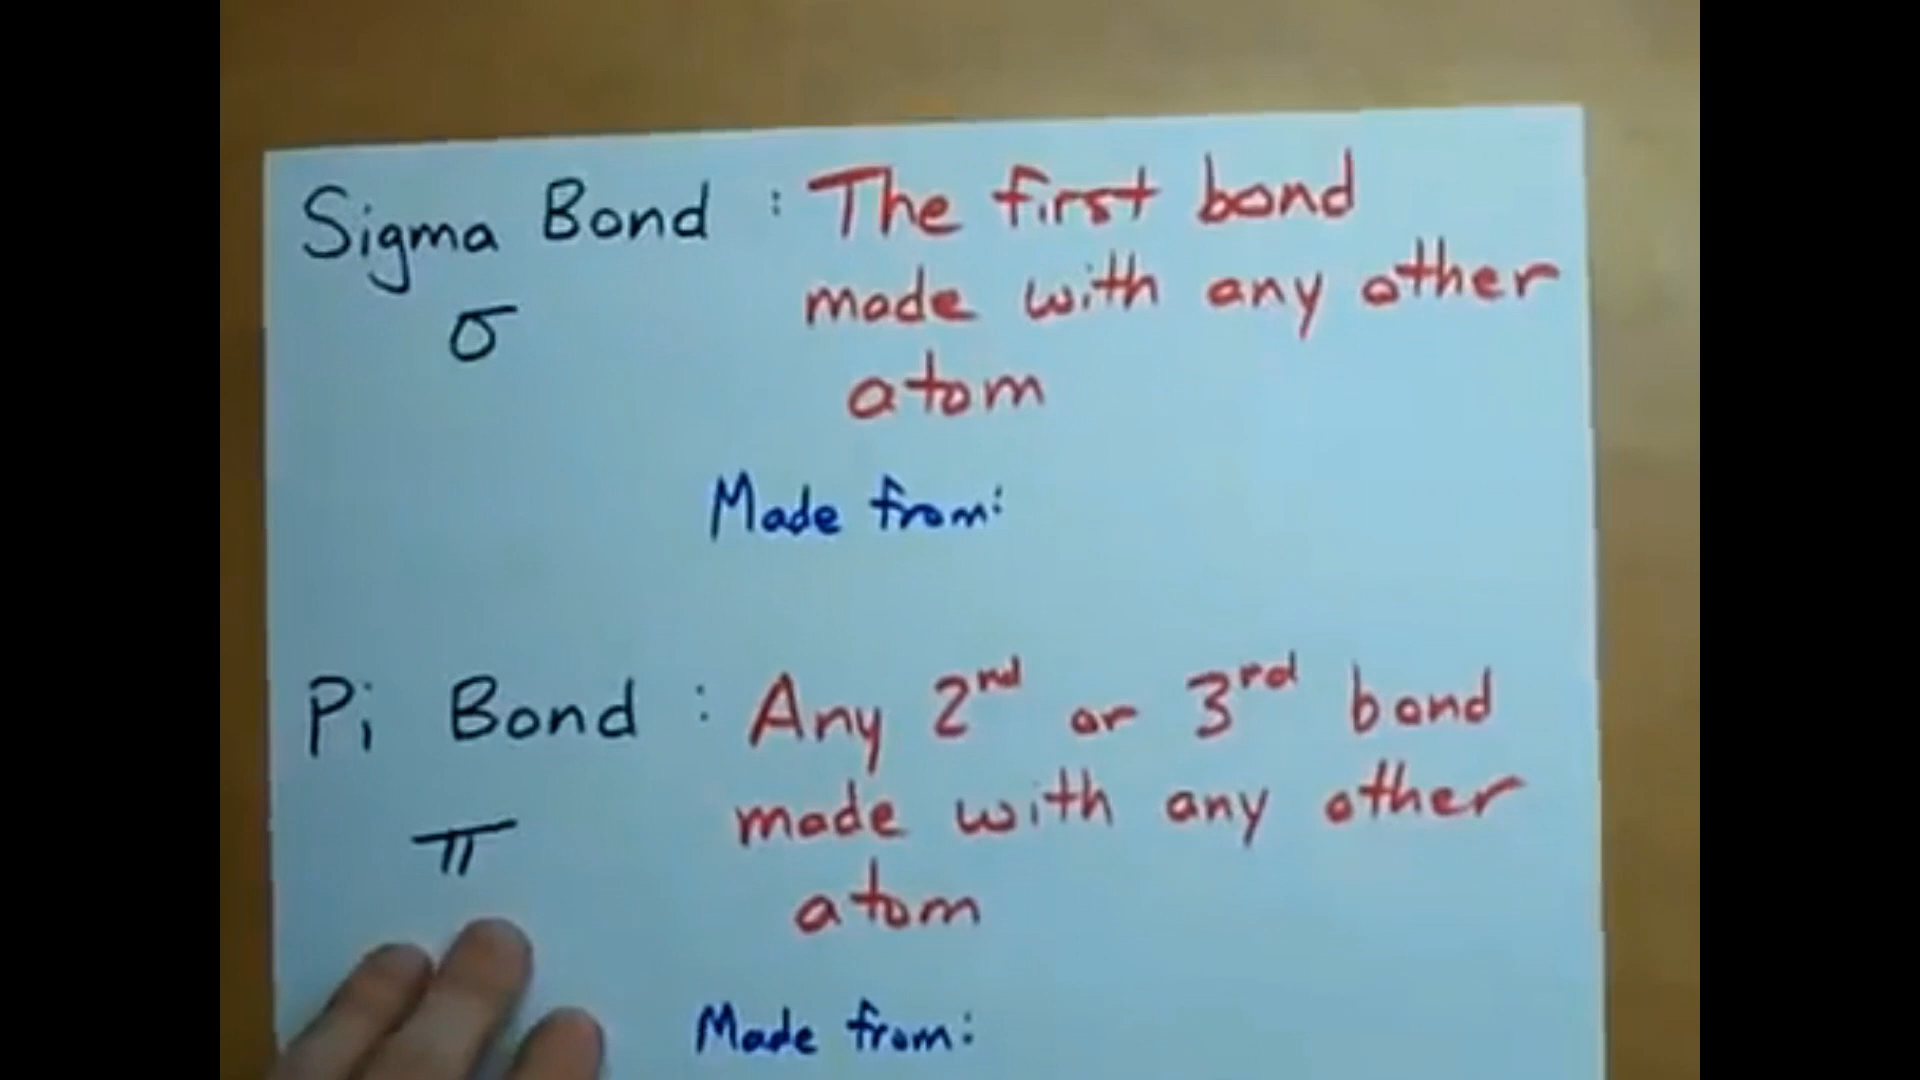 Sigma Bond : The first bond
σ made with any other
atom
Made from:
Pi Bond : Any 2nd or 3rd bond
π made with any other
atom
Made from: